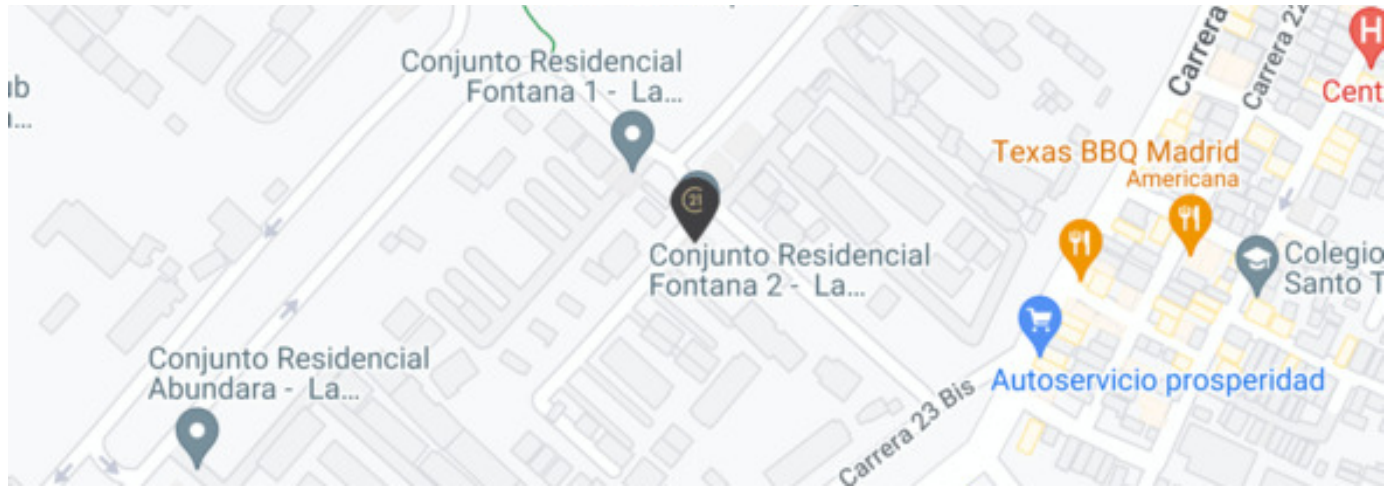 Conjunto Residencial
Fontana 1 - La...
ub
...
Carrera
Carrera 22
H
Cent
Texas BBQ Madrid
Americana
21
Conjunto Residencial
Fontana 2 - La...
Colegio
Santo T
Conjunto Residencial
Abundara - La...
Autoservicio prosperidad
Carrera 23 Bis